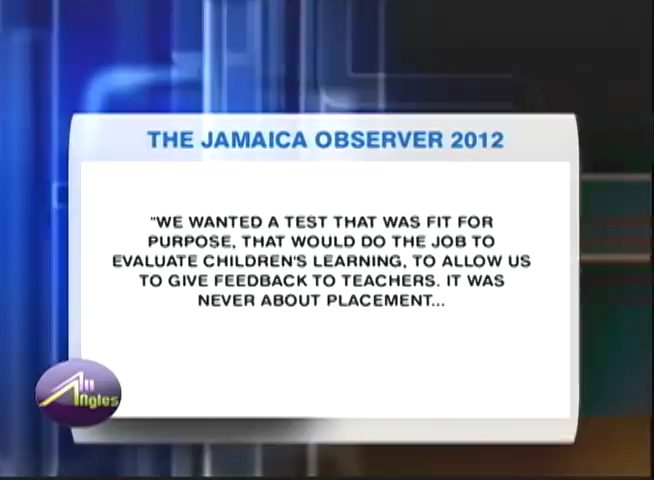 THE JAMAICA OBSERVER 2012
"WE WANTED A TEST THAT WAS FIT FOR
PURPOSE, THAT WOULD DO THE JOB TO
EVALUATE CHILDREN'S LEARNING, TO ALLOW US
TO GIVE FEEDBACK TO TEACHERS. IT WAS
NEVER ABOUT PLACEMENT...
All
Angles